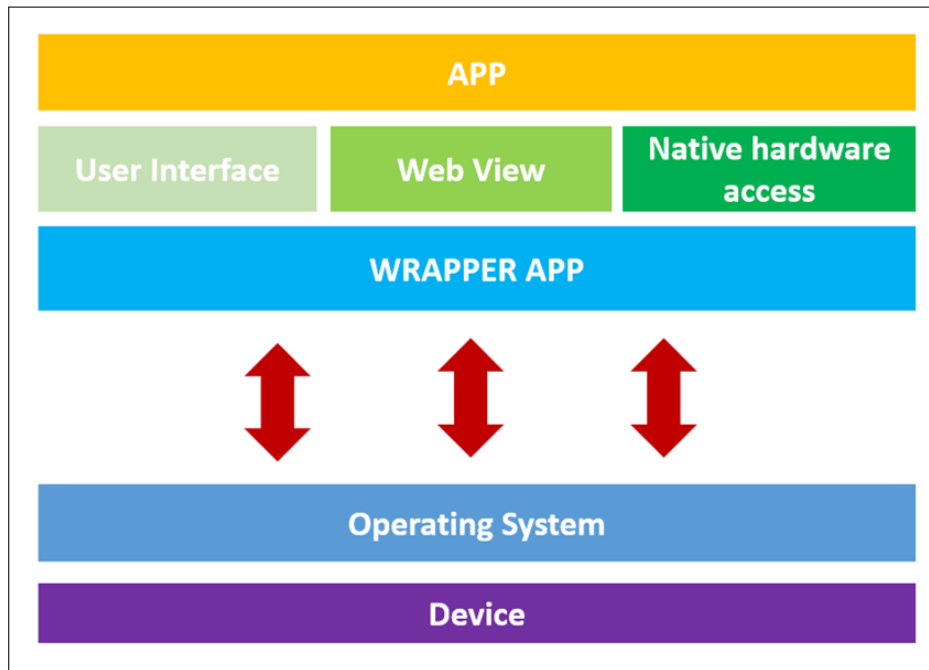 APP
User Interface
Web View
Native hardware
access
WRAPPER APP
Operating System
Device